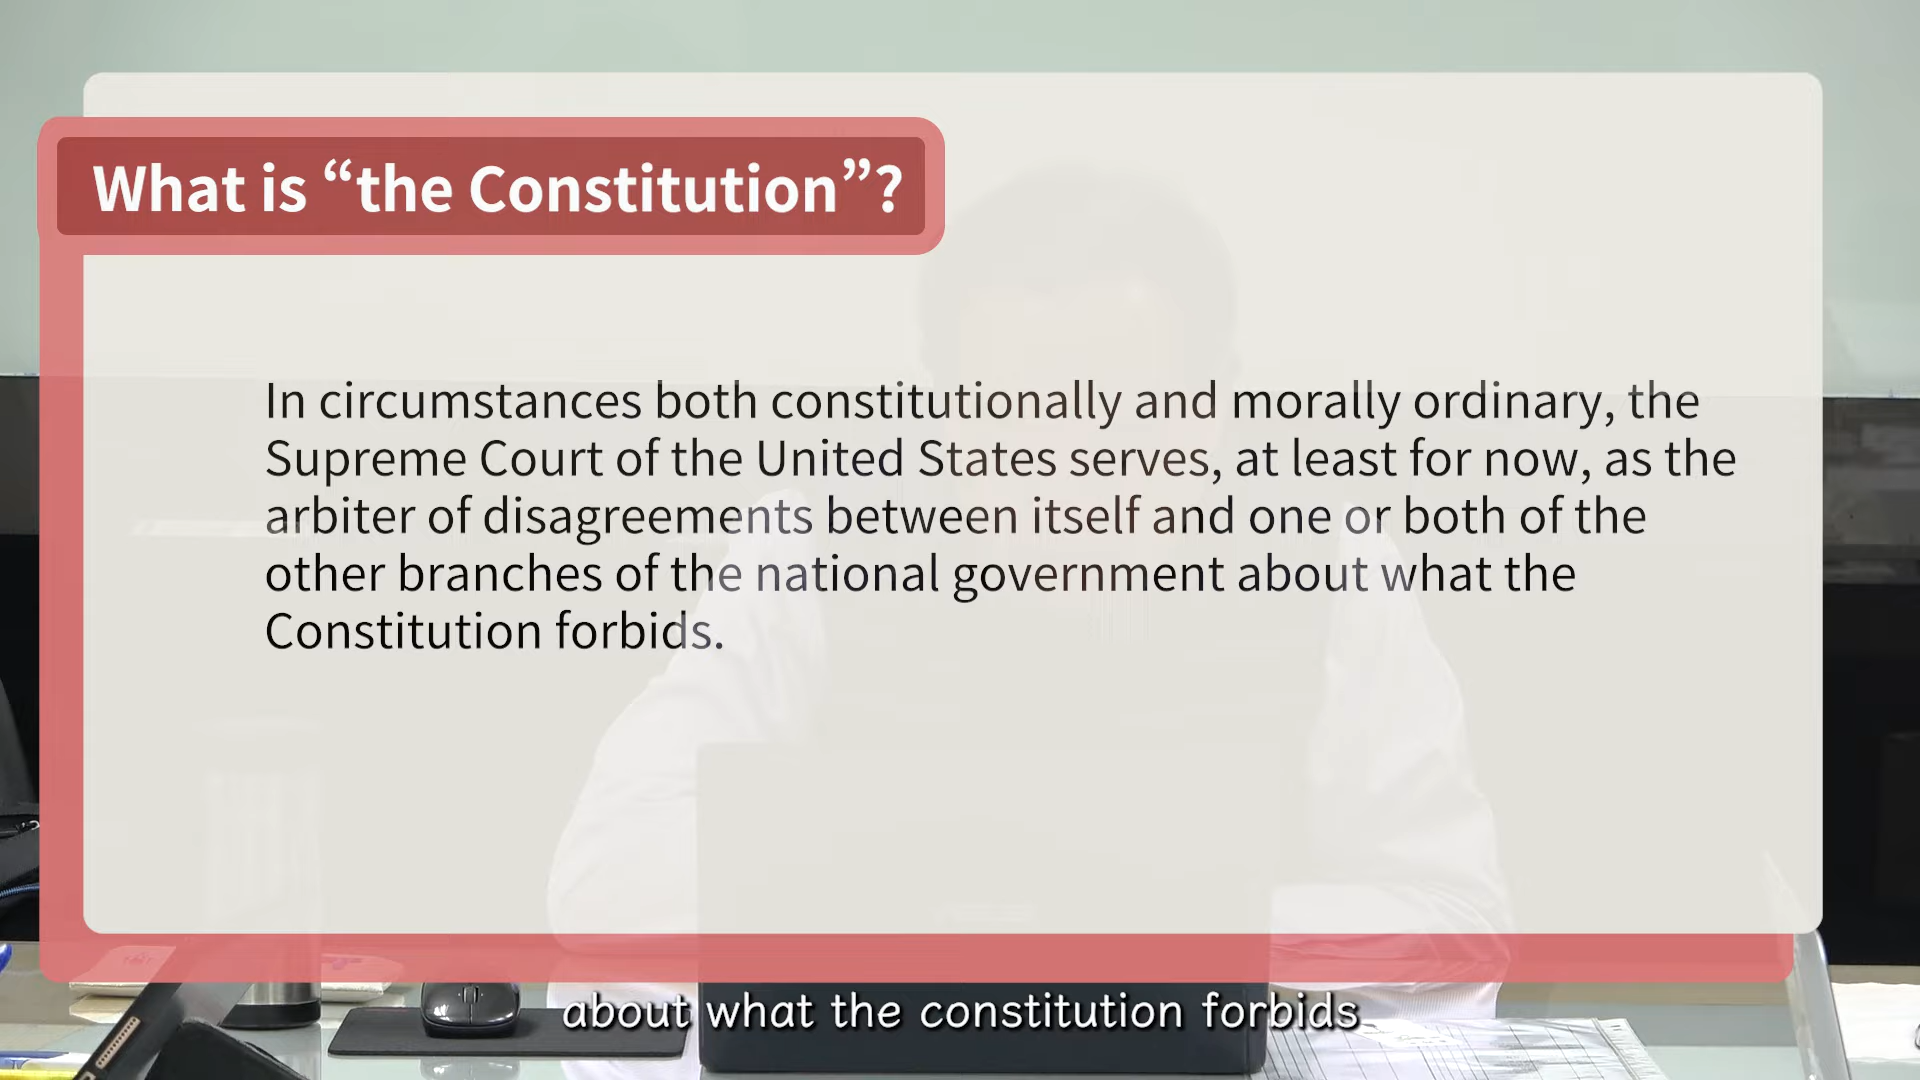 What is “the Constitution”?
In circumstances both constitutionally and morally ordinary, the
Supreme Court of the United States serves, at least for now, as the
arbiter of disagreements between itself and one or both of the
other branches of the national government about what the
Constitution forbids.
about what the constitution forbids